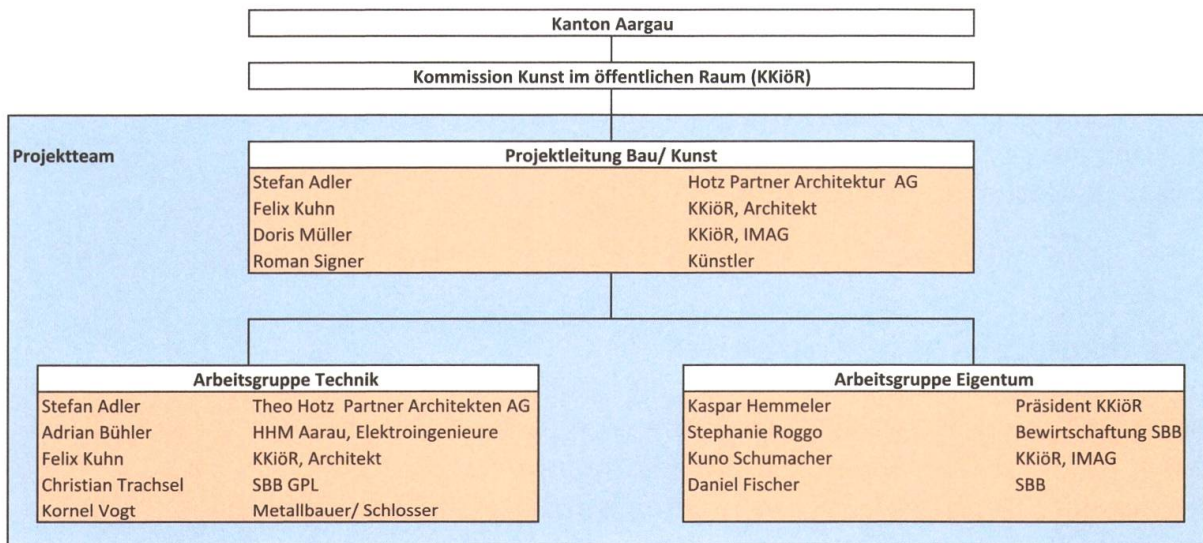 Kanton Aargau
Kommission Kunst im öffentlichen Raum (KKiöR)
Projektteam
Projektleitung Bau/ Kunst
Stefan Adler Hotz Partner Architektur AG
Felix Kuhn KKiöR, Architekt
Doris Müller KKiöR, IMAG
Roman Signer Künstler
Arbeitsgruppe Technik
Stefan Adler Theo Hotz Partner Architekten AG
Adrian Bühler HHM Aarau, Elektroingenieure
Felix Kuhn KKiöR, Architekt
Christian Trachsel SBB GPL
Kornel Vogt Metallbauer/ Schlosser
Arbeitsgruppe Eigentum
Kaspar Hemmeler Präsident KKiöR
Stephanie Roggo Bewirtschaftung SBB
Kuno Schumacher KKiöR, IMAG
Daniel Fischer SBB